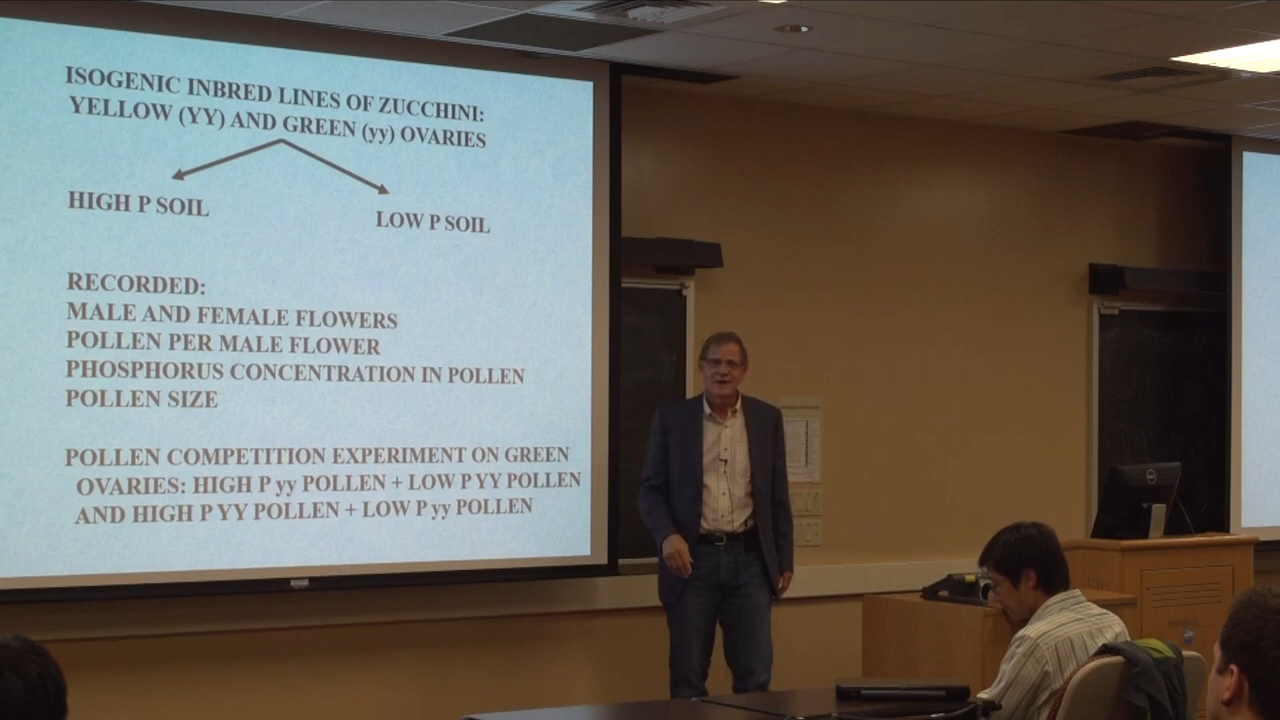 ISOGENIC INBRED LINES OF ZUCCHINI:
YELLOW (YY) AND GREEN (yy) OVARIES
HIGH P SOIL
LOW P SOIL
RECORDED:
MALE AND FEMALE FLOWERS
POLLEN PER MALE FLOWER
PHOSPHORUS CONCENTRATION IN POLLEN
POLLEN SIZE
POLLEN COMPETITION EXPERIMENT ON GREEN
OVARIES: HIGH P yy POLLEN + LOW P YY POLLEN
AND HIGH P YY POLLEN + LOW P yy POLLEN
DELL